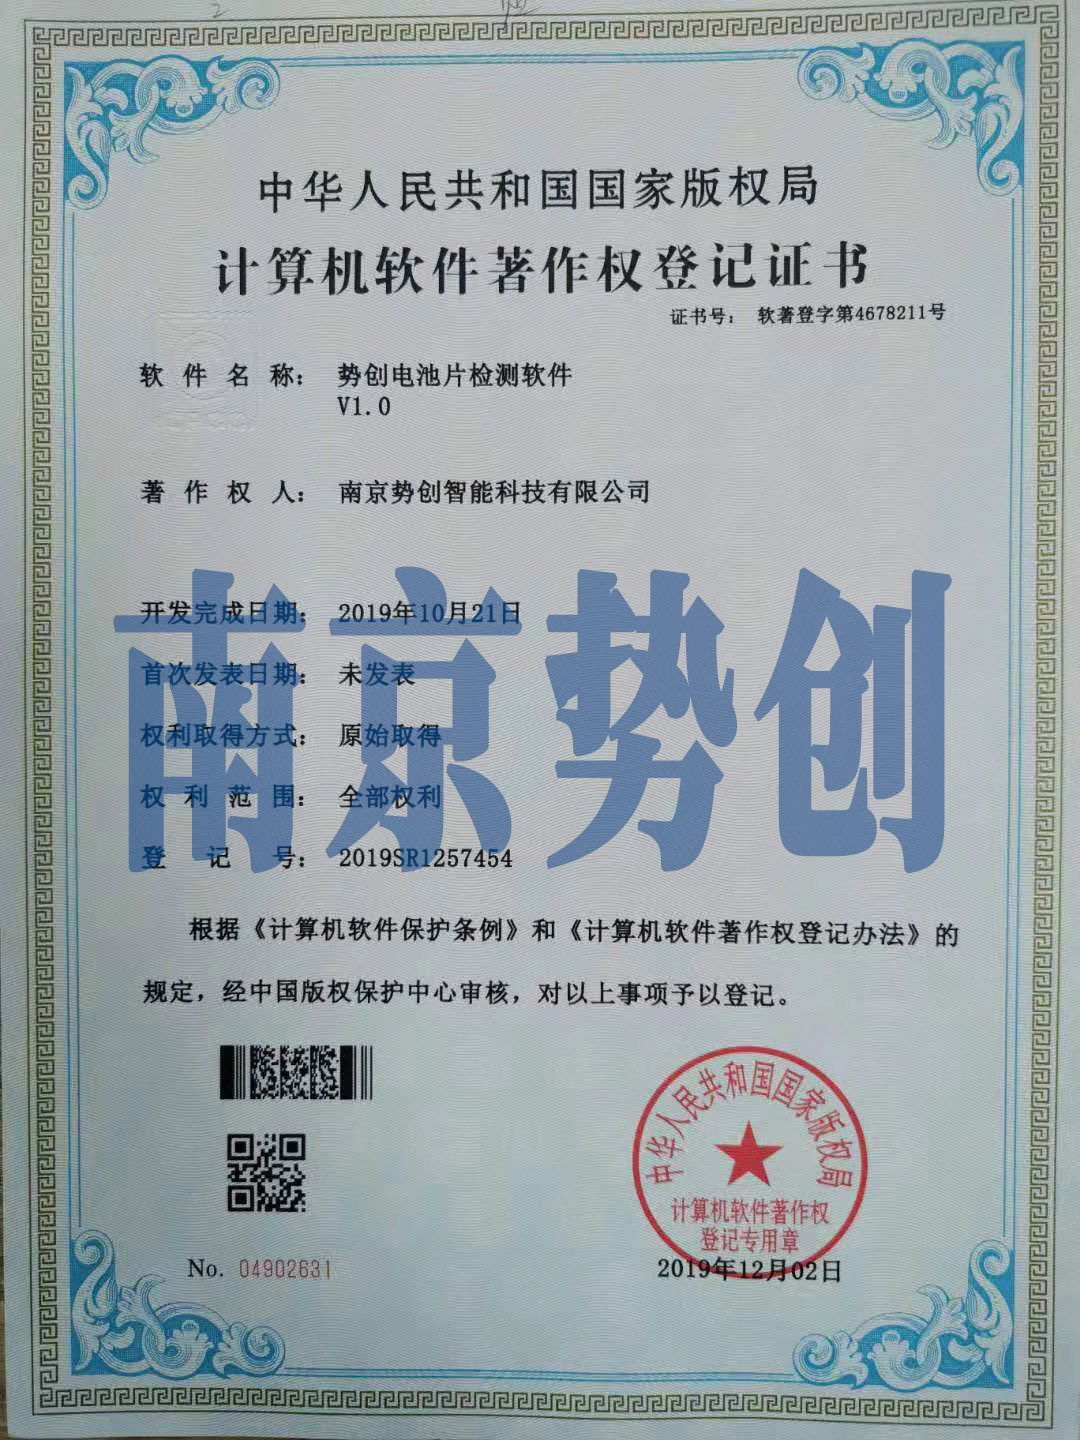 中华人民共和国国家版权局
计算机软件著作权登记证书
证书号： 软著登字第4678211号
软件名称： 势创电池片检测软件
V1.0
著作权人： 南京势创智能科技有限公司
南京势创
开发完成日期： 2019年10月21日
首次发表日期： 未发表
权利取得方式： 原始取得
权利范围： 全部权利
登记号： 2019SR1257454
根据《计算机软件保护条例》和《计算机软件著作权登记办法》的
规定，经中国版权保护中心审核，对以上事项予以登记。
中华人民共和国国家版权局
计算机软件著作权
登记专用章
No. 04902631
2019年12月02日